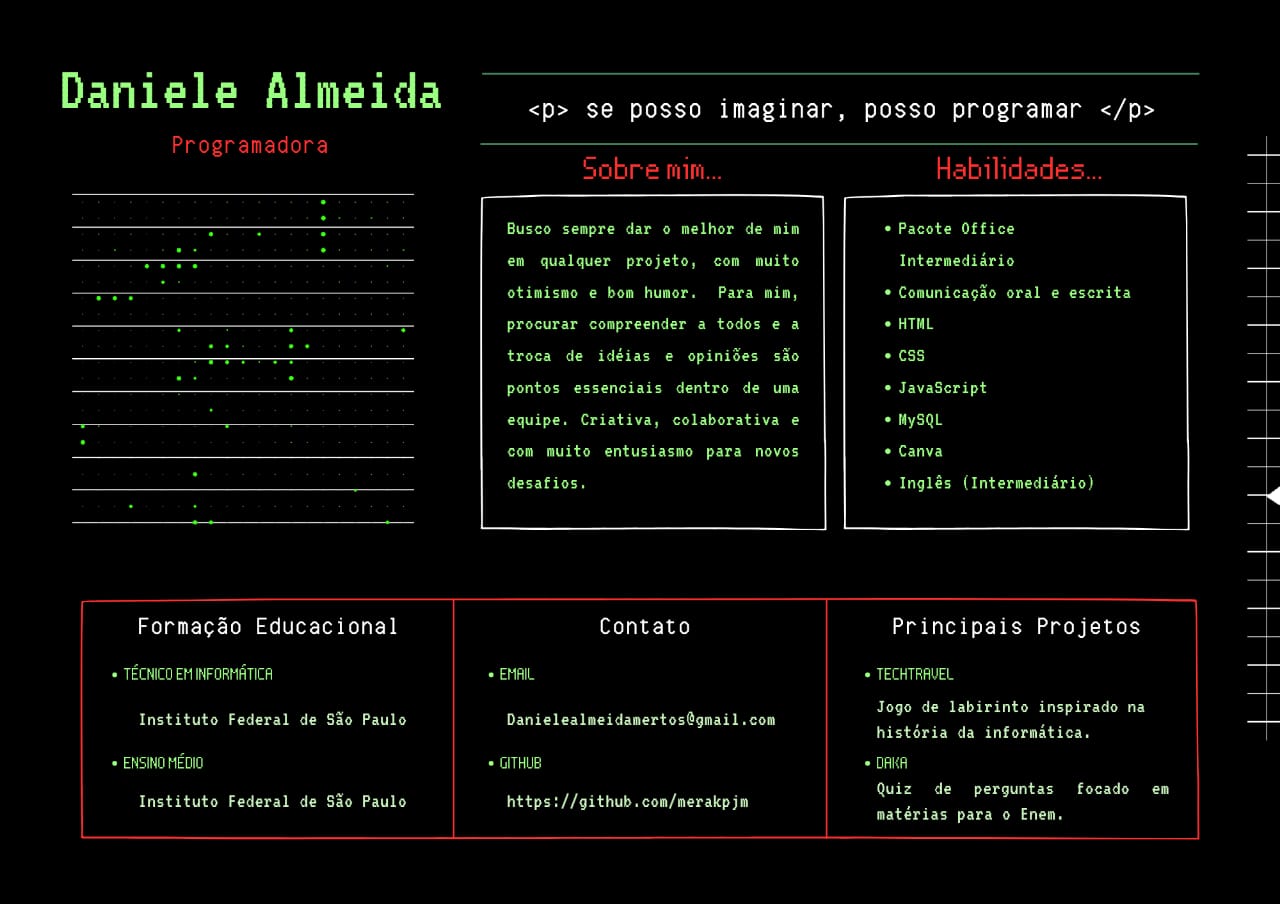 Daniele Almeida
Programadora
<p> se posso imaginar, posso programar </p>
Sobre mim...
Busco sempre dar o melhor de mim
em qualquer projeto, com muito
otimismo e bom humor. Para mim,
procurar compreender a todos e a
troca de idéias e opiniões são
pontos essenciais dentro de uma
equipe. Criativa, colaborativa e
com muito entusiasmo para novos
desafios.
Habilidades...
• Pacote Office
Intermediário
• Comunicação oral e escrita
• HTML
• CSS
• JavaScript
• MySQL
• Canva
• Inglês (Intermediário)
Formação Educacional
• TÉCNICO EM INFORMÁTICA
Instituto Federal de São Paulo
• ENSINO MÉDIO
Instituto Federal de São Paulo
Contato
• EMAIL
Danielealmeidamertos@gmail.com
• GITHUB
https://github.com/merakpjm
Principais Projetos
• TECHTRAVEL
Jogo de labirinto inspirado na
história da informática.
• DAKA
Quiz de perguntas focado em
matérias para o Enem.